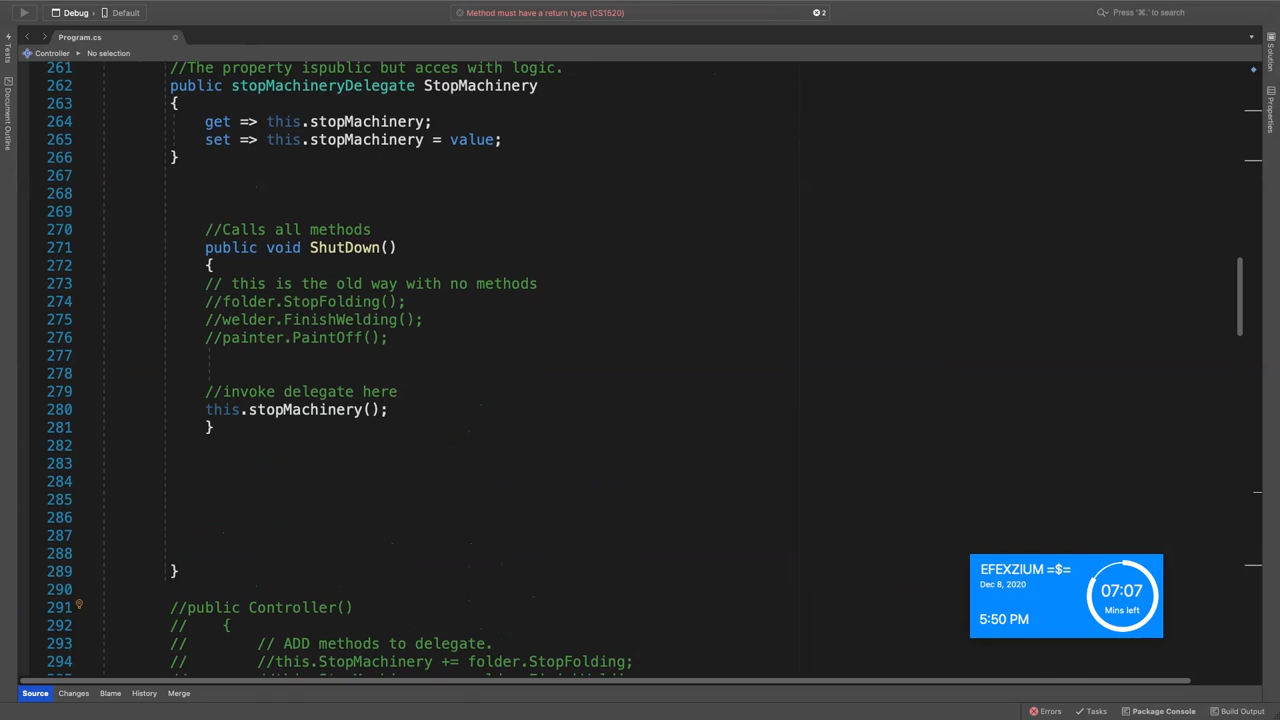 Debug > Default
Method must have a return type (CS1520)
2
Press '⌘.' to search
Program.cs
Controller
No selection
Tests
Document Outline
Solution
Properties
261 //The property ispublic but acces with logic.
262 public stopMachineryDelegate StopMachinery
263 {
264 get => this.stopMachinery;
265 set => this.stopMachinery = value;
266 }
267
268
269
270 //Calls all methods
271 public void ShutDown()
272 {
273 // this is the old way with no methods
274 //folder.StopFolding();
275 //welder.FinishWelding();
276 //painter.PaintOff();
277
278
279 //invoke delegate here
280 this.stopMachinery();
281 }
282
283
284
285
286
287
288
289 }
290
291 //public Controller()
292 // {
293 // // ADD methods to delegate.
294 // //this.StopMachinery += folder.StopFolding;
EFEXZIUM =$=
Dec 8, 2020
5:50 PM
07:07
Mins left
Source
Changes
Blame
History
Merge
Errors
Tasks
Package Console
Build Output